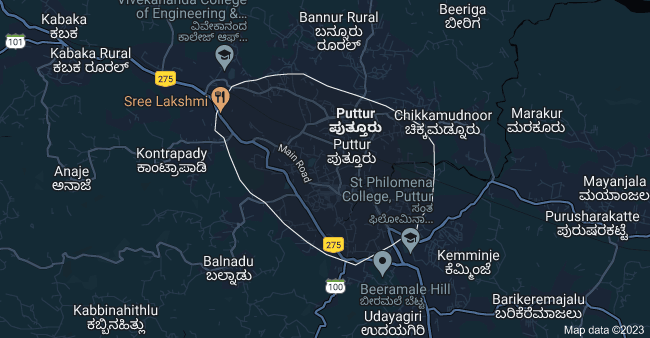 Vivekananda College
of Engineering &...
ವಿವೇಕಾನಂದ
ಕಾಲೇಜ್ ಆಫ್...
Kabaka
ಕಬಕ
101
Kabaka Rural
ಕಬಕ ರೂರಲ್
275
Bannur Rural
ಬನ್ನೂರು
ರೂರಲ್
Beeriga
ಬೀರಿಗ
Sree Lakshmi
Puttur
ಪುತ್ತೂರು
Puttur
ಪುತ್ತೂರು
Chikkamudnoor
ಚಿಕ್ಕಮುಡ್ನೂರು
Marakur
ಮರಕೂರು
Kontrapady
ಕಾಂಟ್ರಾಪಾಡಿ
Main Road
Anaje
ಅನಾಜೆ
St Philomena
College, Puttur
ಸಂತ
ಫಿಲೋಮಿನಾ...
Mayanjala
ಮಯಾಂಜಲ
Purusharakatte
ಪುರುಷರಕಟ್ಟೆ
275
Balnadu
ಬಲ್ನಾಡು
Kemminje
ಕೆಮ್ಮಿಂಜೆ
100
Beeramale Hill
ಬೀರಮಲೆ ಬೆಟ್ಟ
Udayagiri
ಉದಯಗಿರಿ
Barikeremajalu
ಬರಿಕೆರೆಮಾಜಲು
Kabbinahithlu
ಕಬ್ಬಿನಹಿತ್ಲು
Map data ©2023